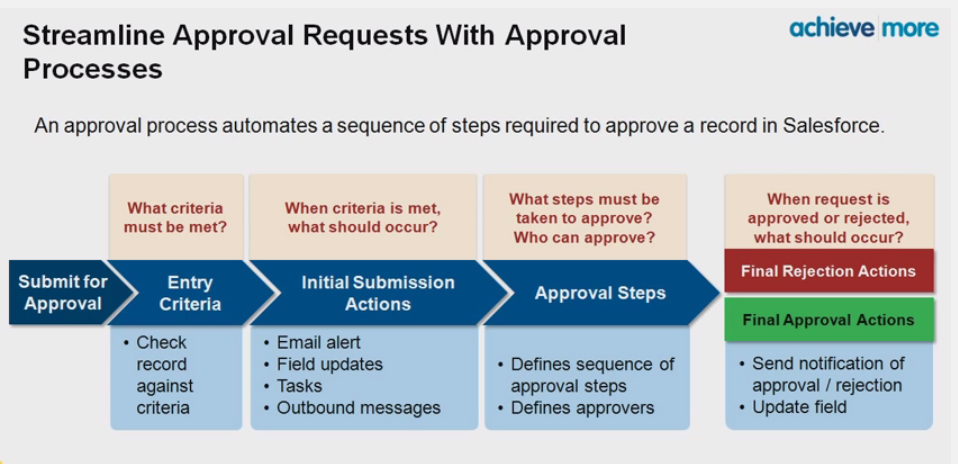 Streamline Approval Requests With Approval
Processes
achieve more
An approval process automates a sequence of steps required to approve a record in Salesforce.
What criteria
must be met?
When criteria is met,
what should occur?
What steps must be
taken to approve?
Who can approve?
When request is
approved or rejected,
what should occur?
Submit for
Approval
Entry
Criteria
Initial Submission
Actions
Approval Steps
Final Rejection Actions
Final Approval Actions
• Check
record
against
criteria
• Email alert
• Field updates
• Tasks
• Outbound messages
• Defines sequence of
approval steps
• Defines approvers
• Send notification of
approval / rejection
• Update field